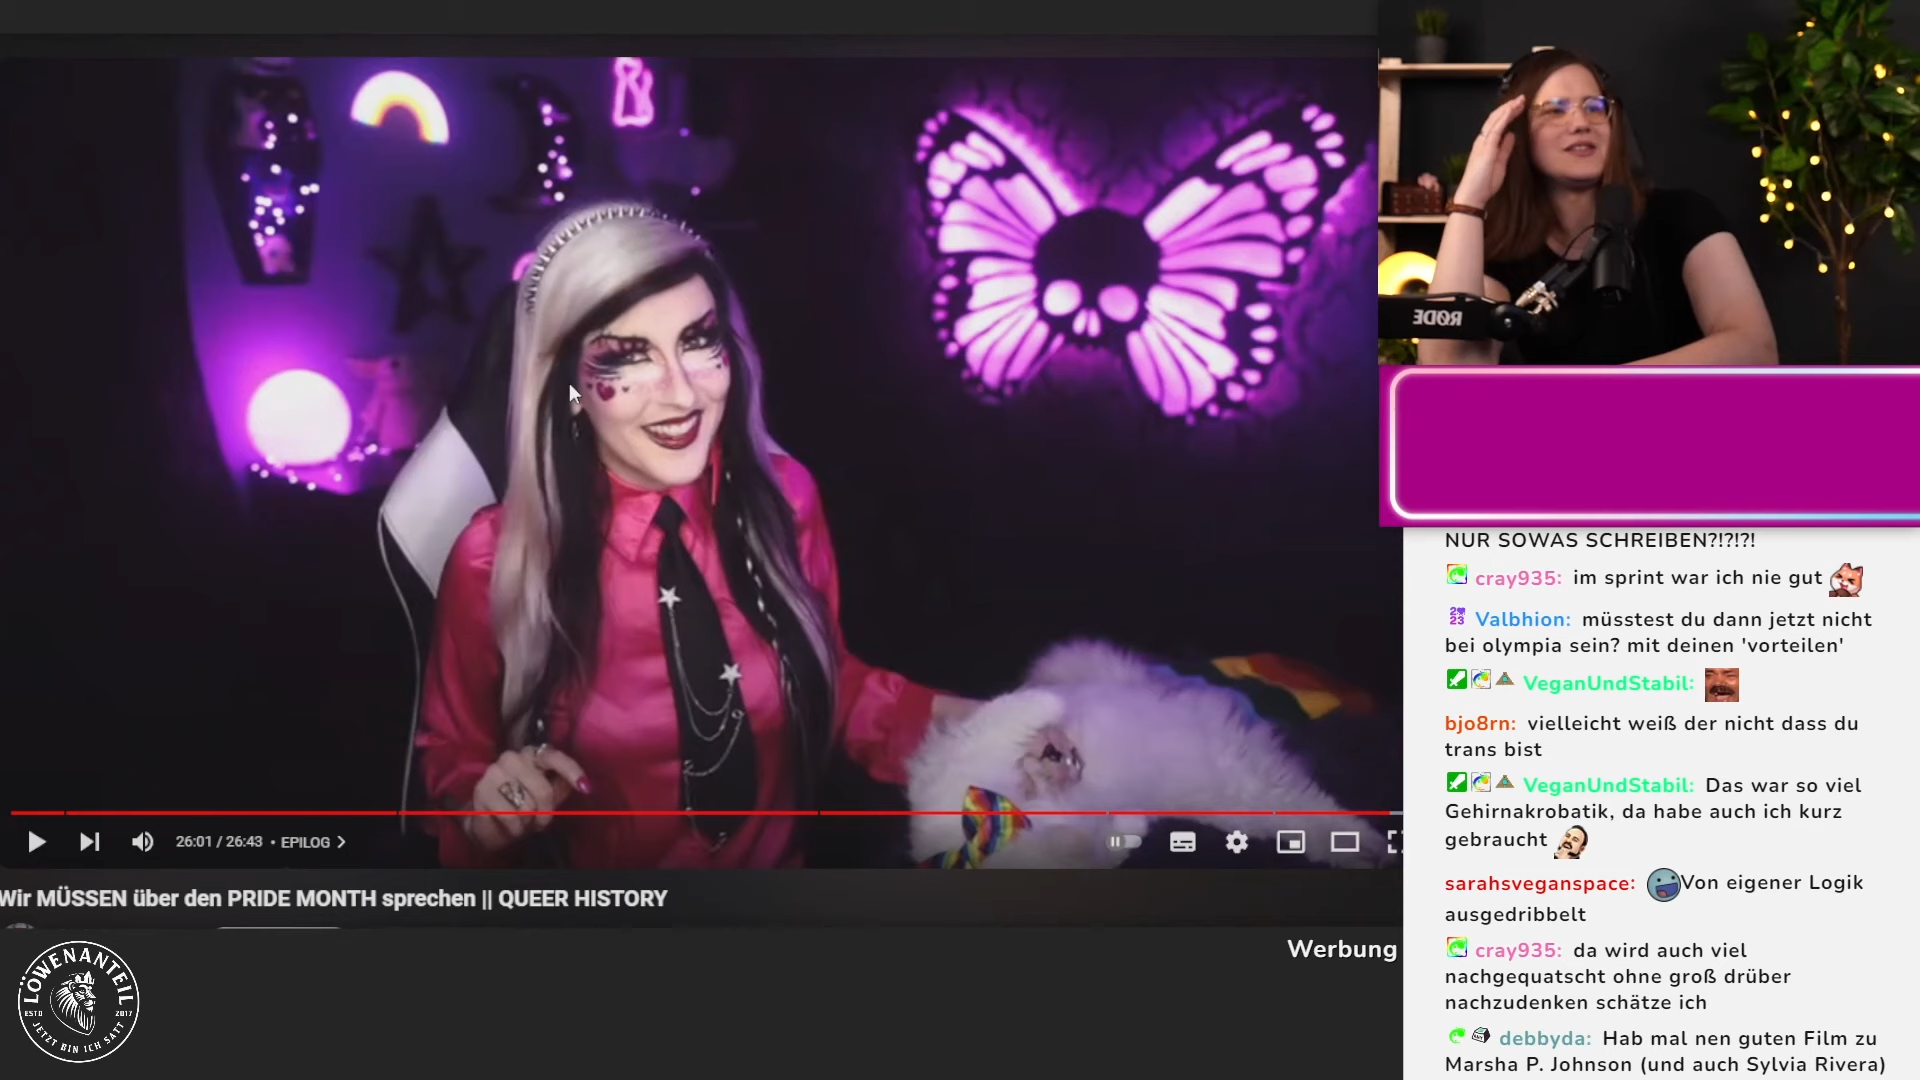 RØDE
NUR SOWAS SCHREIBEN?!?!?!
cray935: im sprint war ich nie gut
2023 Valbhion: müsstest du dann jetzt nicht
bei olympia sein? mit deinen 'vorteilen'
VeganUndStabil:
bjo8rn: vielleicht weiß der nicht dass du
trans bist
VeganUndStabil: Das war so viel
Gehirnakrobatik, da habe auch ich kurz
gebraucht
sarahsveganspace: Von eigener Logik
ausgedribbelt
cray935: da wird auch viel
nachgequatscht ohne groß drüber
nachzudenken schätze ich
debbyda: Hab mal nen guten Film zu
Marsha P. Johnson (und auch Sylvia Rivera)
26:01 / 26:43 • EPILOG
Wir MÜSSEN über den PRIDE MONTH sprechen || QUEER HISTORY
Werbung
LÖWENANTEIL
ESTD 2017
JETZT BIN ICH SATT